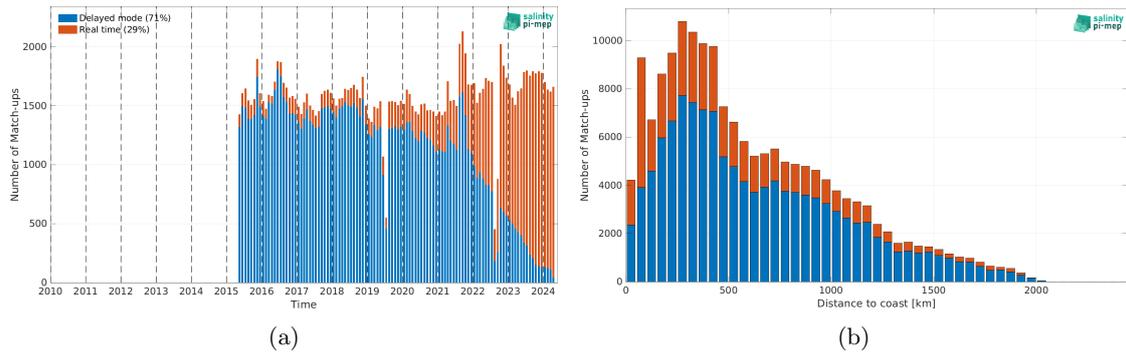 Delayed mode (71%)
Real time (29%)
salinity
pi-mep
Number of Match-ups
2000
1500
1000
500
0
2010 2011 2012 2013 2014 2015 2016 2017 2018 2019 2020 2021 2022 2023 2024
Time
(a)
salinity
pi-mep
Number of Match-ups
10000
8000
6000
4000
2000
0
0 500 1000 1500 2000
Distance to coast [km]
(b)